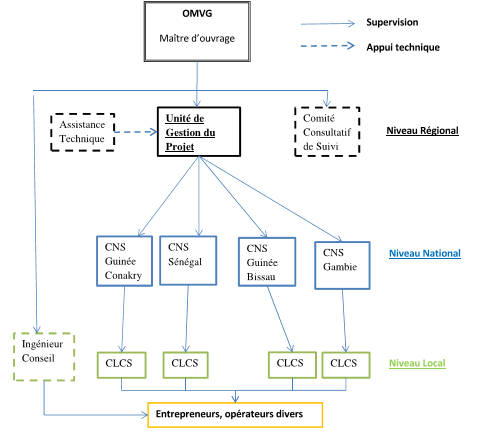 OMVG
Maître d'ouvrage
Supervision
Appui technique
Assistance
Technique
Unité de
Gestion du
Projet
Comité
Consultatif
de Suivi
Niveau Régional
CNS
Guinée
Conakry
CNS
Sénégal
CNS
Guinée
Bissau
CNS
Gambie
Niveau National
Ingénieur
Conseil
CLCS
CLCS
CLCS
CLCS
Niveau Local
Entrepreneurs, opérateurs divers